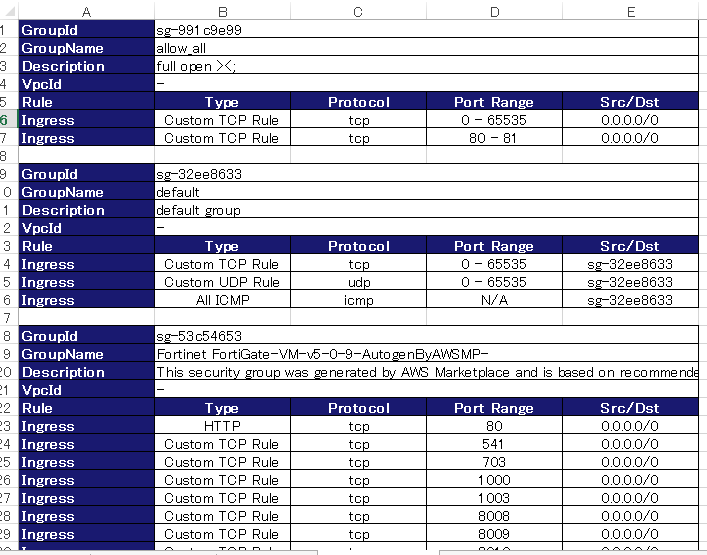 A B C D E
1 GroupId sg-991c9e99
2 GroupName allow_all
3 Description full open ><;
4 VpcId -
5 Rule Type Protocol Port Range Src/Dst
6 Ingress Custom TCP Rule tcp 0 - 65535 0.0.0.0/0
7 Ingress Custom TCP Rule tcp 80 - 81 0.0.0.0/0
8
9 GroupId sg-32ee8633
0 GroupName default
1 Description default group
2 VpcId -
3 Rule Type Protocol Port Range Src/Dst
4 Ingress Custom TCP Rule tcp 0 - 65535 sg-32ee8633
5 Ingress Custom UDP Rule udp 0 - 65535 sg-32ee8633
6 Ingress All ICMP icmp N/A sg-32ee8633
7
8 GroupId sg-53c54653
9 GroupName Fortinet FortiGate-VM-v5-0-9-AutogenByAWSMP-
20 Description This security group was generated by AWS Marketplace and is based on recommende
21 VpcId -
22 Rule Type Protocol Port Range Src/Dst
23 Ingress HTTP tcp 80 0.0.0.0/0
24 Ingress Custom TCP Rule tcp 541 0.0.0.0/0
25 Ingress Custom TCP Rule tcp 703 0.0.0.0/0
26 Ingress Custom TCP Rule tcp 1000 0.0.0.0/0
27 Ingress Custom TCP Rule tcp 1003 0.0.0.0/0
28 Ingress Custom TCP Rule tcp 8008 0.0.0.0/0
29 Ingress Custom TCP Rule tcp 8009 0.0.0.0/0